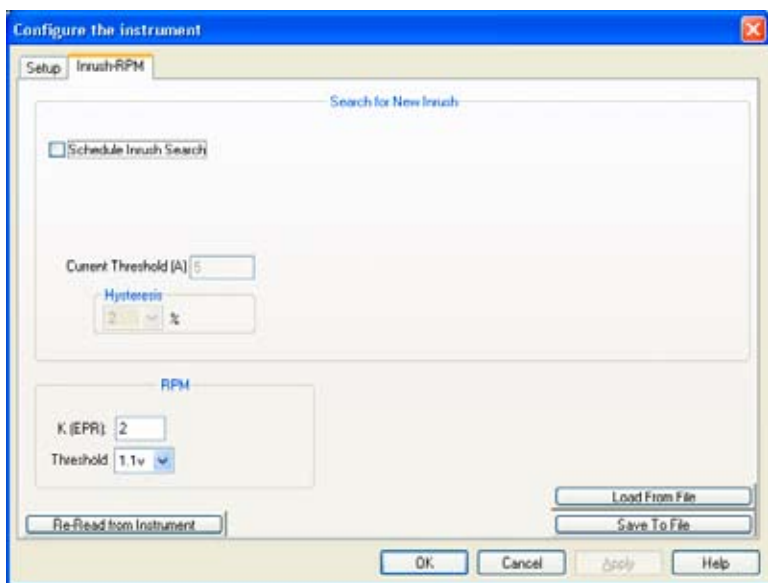 Configure the instrument
Setup
Inrush-RPM
Search for New Inrush
Schedule Inrush Search
Current Threshold (A) 5
Hysteresis
2 %
RPM
K (EPR): 2
Threshold 1.1v
Load From File
Re-Read from Instrument
Save To File
OK
Cancel
Apply
Help